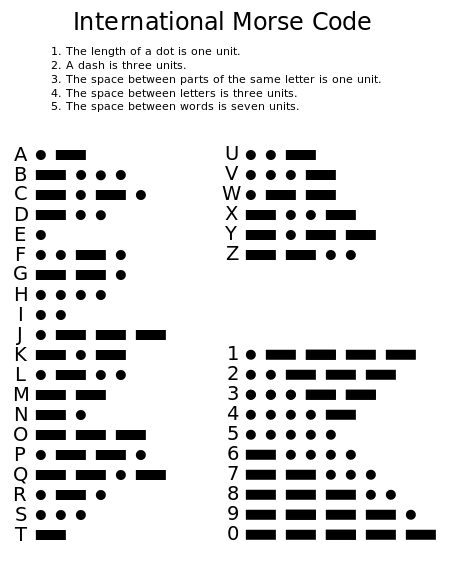 International Morse Code
1. The length of a dot is one unit.
2. A dash is three units.
3. The space between parts of the same letter is one unit.
4. The space between letters is three units.
5. The space between words is seven units.
A
B
C
D
E
F
G
H
I
J
K
L
M
N
O
P
Q
R
S
T
U
V
W
X
Y
Z
1
2
3
4
5
6
7
8
9
0